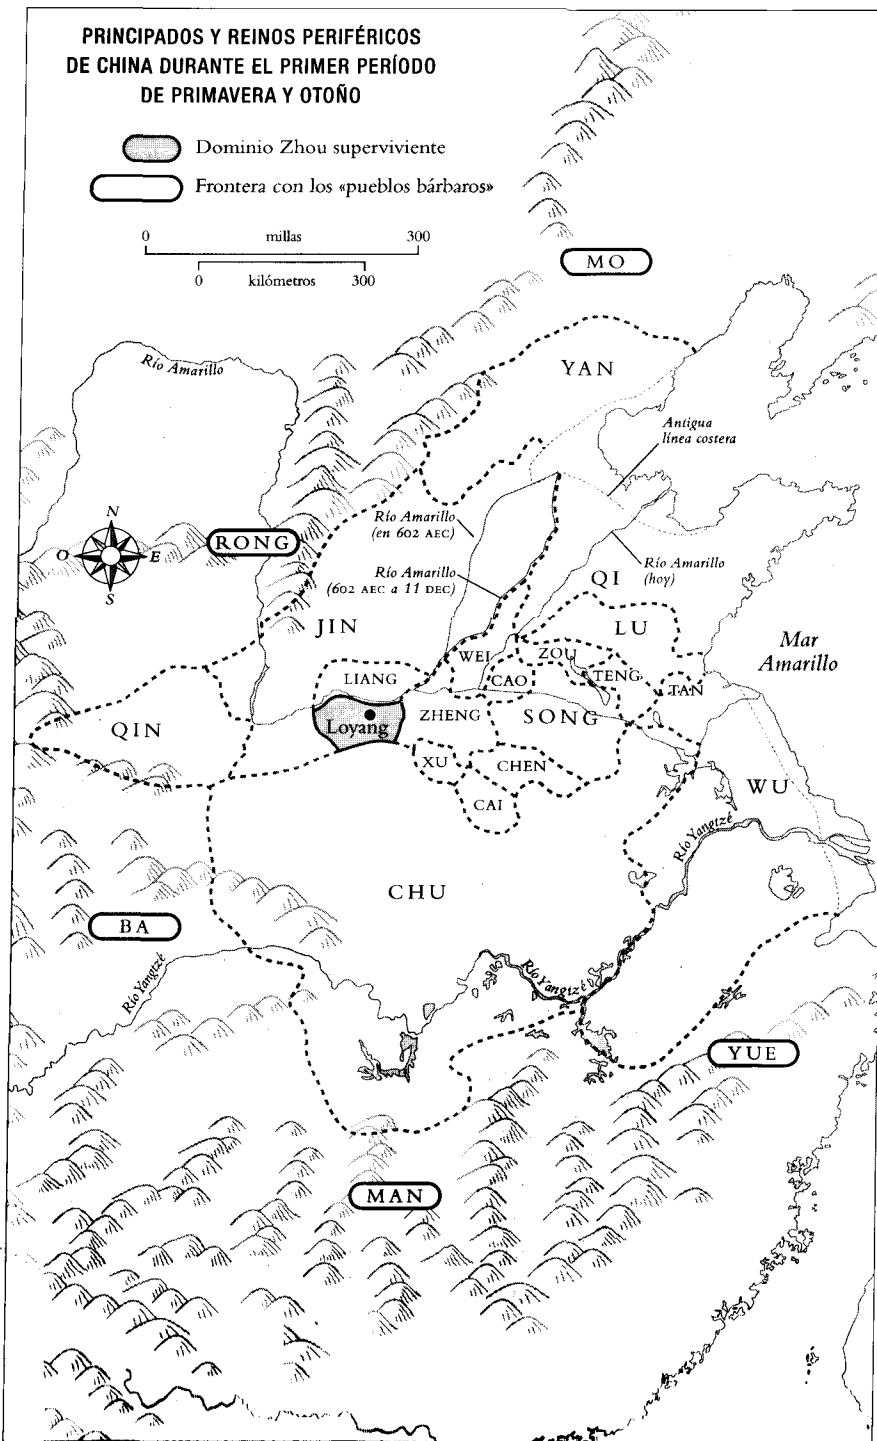 PRINCIPADOS Y REINOS PERIFÉRICOS
DE CHINA DURANTE EL PRIMER PERÍODO
DE PRIMAVERA Y OTOÑO
Dominio Zhou superviviente
Frontera con los «pueblos bárbaros»
0 millas 300
0 kilómetros 300
MO
Río Amarillo
YAN
Antigua
línea costera
N
O E
S
RONG
Río Amarillo
(en 602 AEC)
Río Amarillo
(602 AEC a 11 DEC)
Río Amarillo
(hoy)
QI
JIN
LU
Mar
Amarillo
WEI
ZOU
LIANG
CAO
TENG
TAN
QIN
Loyang
ZHENG
SONG
XU
CHEN
WU
CAI
Río Yangtzé
CHU
BA
Río Yangtzé
Río Yangtzé
YUE
MAN